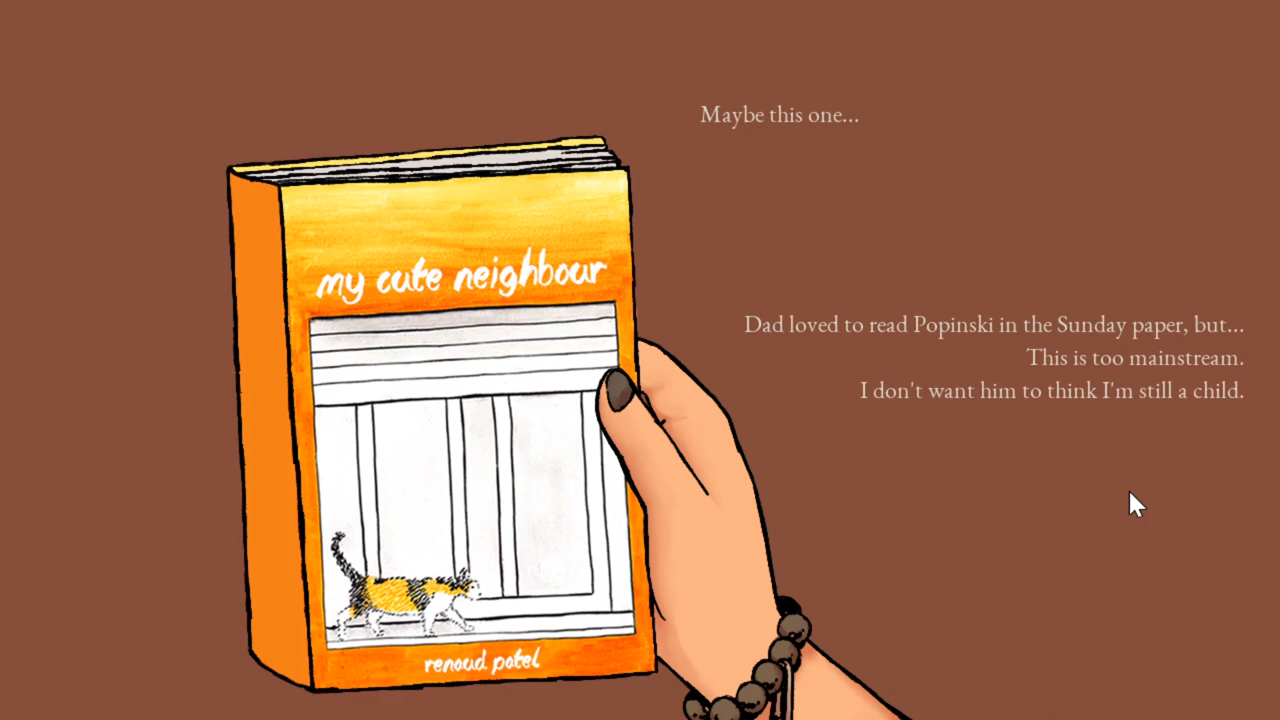 Maybe this one...
my cute neighbour
Dad loved to read Popinski in the Sunday paper, but...
This is too mainstream.
I don't want him to think I'm still a child.
renaud patel